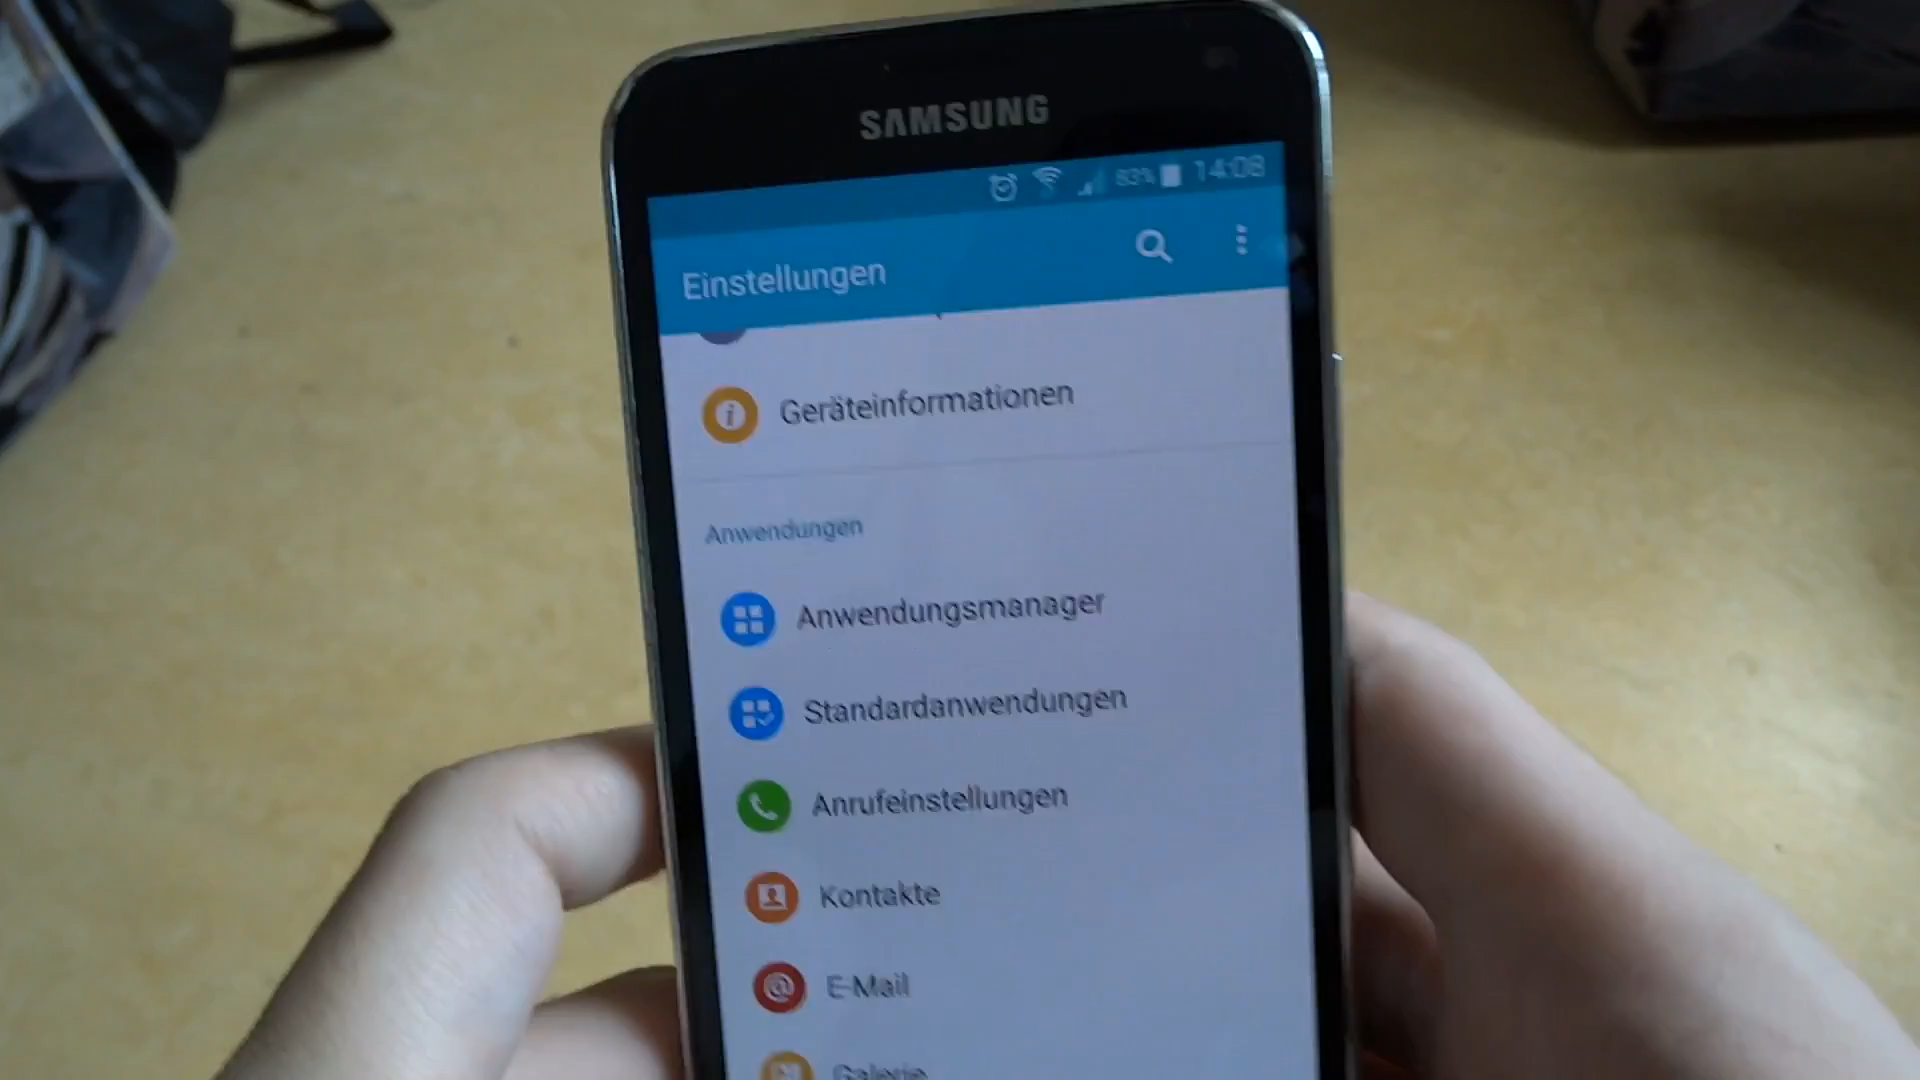 SAMSUNG
83% 14:08
Einstellungen
Geräteinformationen
Anwendungen
Anwendungsmanager
Standardanwendungen
Anrufeinstellungen
Kontakte
E-Mail
Galerie